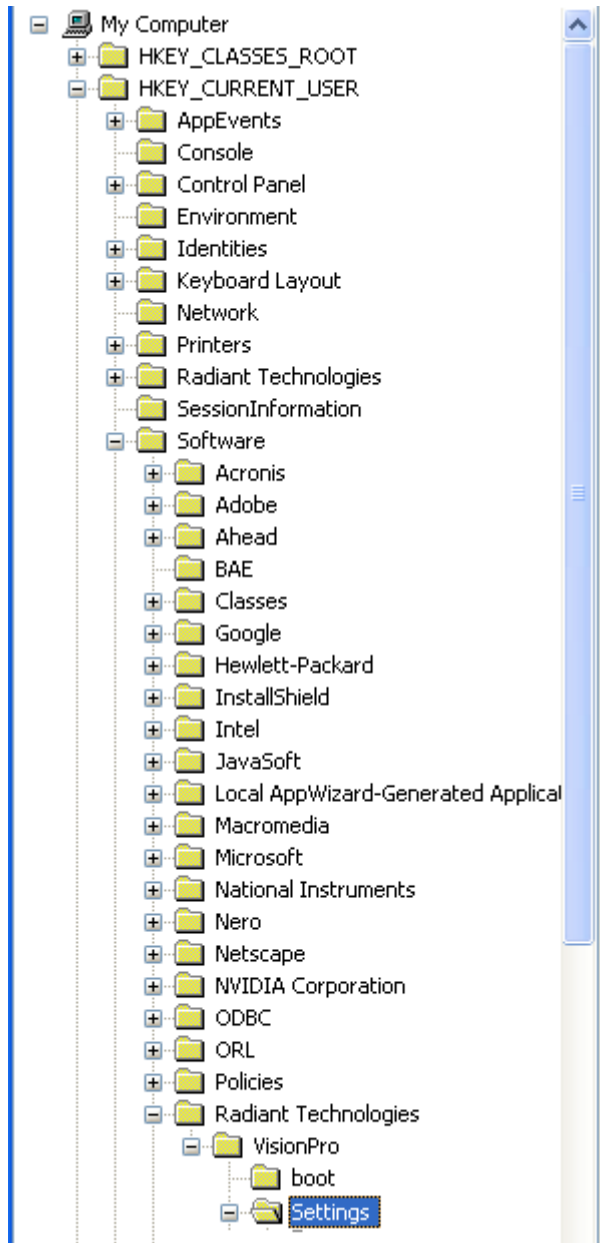 My Computer
HKEY_CLASSES_ROOT
HKEY_CURRENT_USER
AppEvents
Console
Control Panel
Environment
Identities
Keyboard Layout
Network
Printers
Radiant Technologies
SessionInformation
Software
Acronis
Adobe
Ahead
BAE
Classes
Google
Hewlett-Packard
InstallShield
Intel
JavaSoft
Local AppWizard-Generated Applicat
Macromedia
Microsoft
National Instruments
Nero
Netscape
NVIDIA Corporation
ODBC
ORL
Policies
Radiant Technologies
VisionPro
boot
Settings